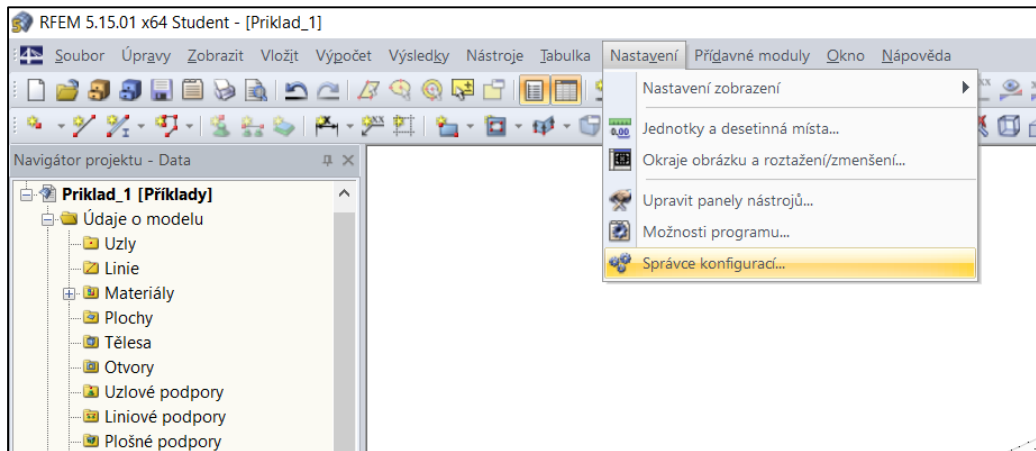 RFEM 5.15.01 x64 Student - [Priklad_1]
Soubor Úpravy Zobrazit Vložit Výpočet Výsledky Nástroje Tabulka Nastavení Přídavné moduly Okno Nápověda
Nastavení zobrazení
Jednotky a desetinná místa...
Okraje obrázku a roztažení/zmenšení...
Upravit panely nástrojů...
Možnosti programu...
Správce konfigurací...
Navigátor projektu - Data
Priklad_1 [Příklady]
Údaje o modelu
Uzly
Linie
Materiály
Plochy
Tělesa
Otvory
Uzlové podpory
Liniové podpory
Plošné podpory